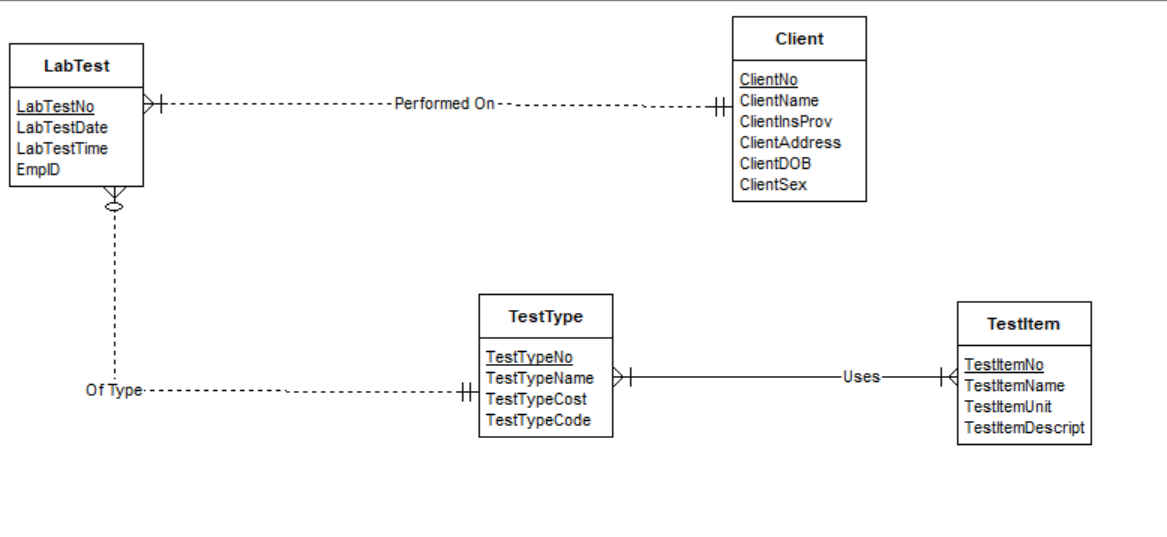 LabTest
LabTestNo
LabTestDate
LabTestTime
EmpID
Performed On
Client
ClientNo
ClientName
ClientInsProv
ClientAddress
ClientDOB
ClientSex
Of Type
TestType
TestTypeNo
TestTypeName
TestTypeCost
TestTypeCode
Uses
TestItem
TestItemNo
TestItemName
TestItemUnit
TestItemDescript